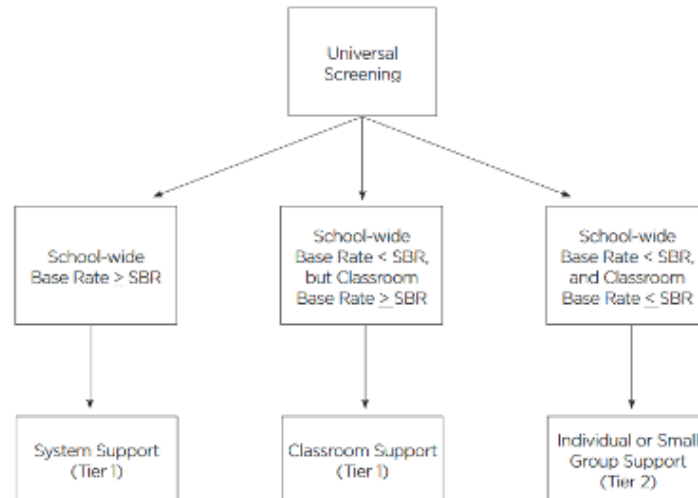 Universal
Screening
School-wide
Base Rate ≥ SBR
School-wide
Base Rate < SBR,
but Classroom
Base Rate ≥ SBR
School-wide
Base Rate < SBR,
and Classroom
Base Rate ≤ SBR
System Support
(Tier 1)
Classroom Support
(Tier 1)
Individual or Small
Group Support
(Tier 2)